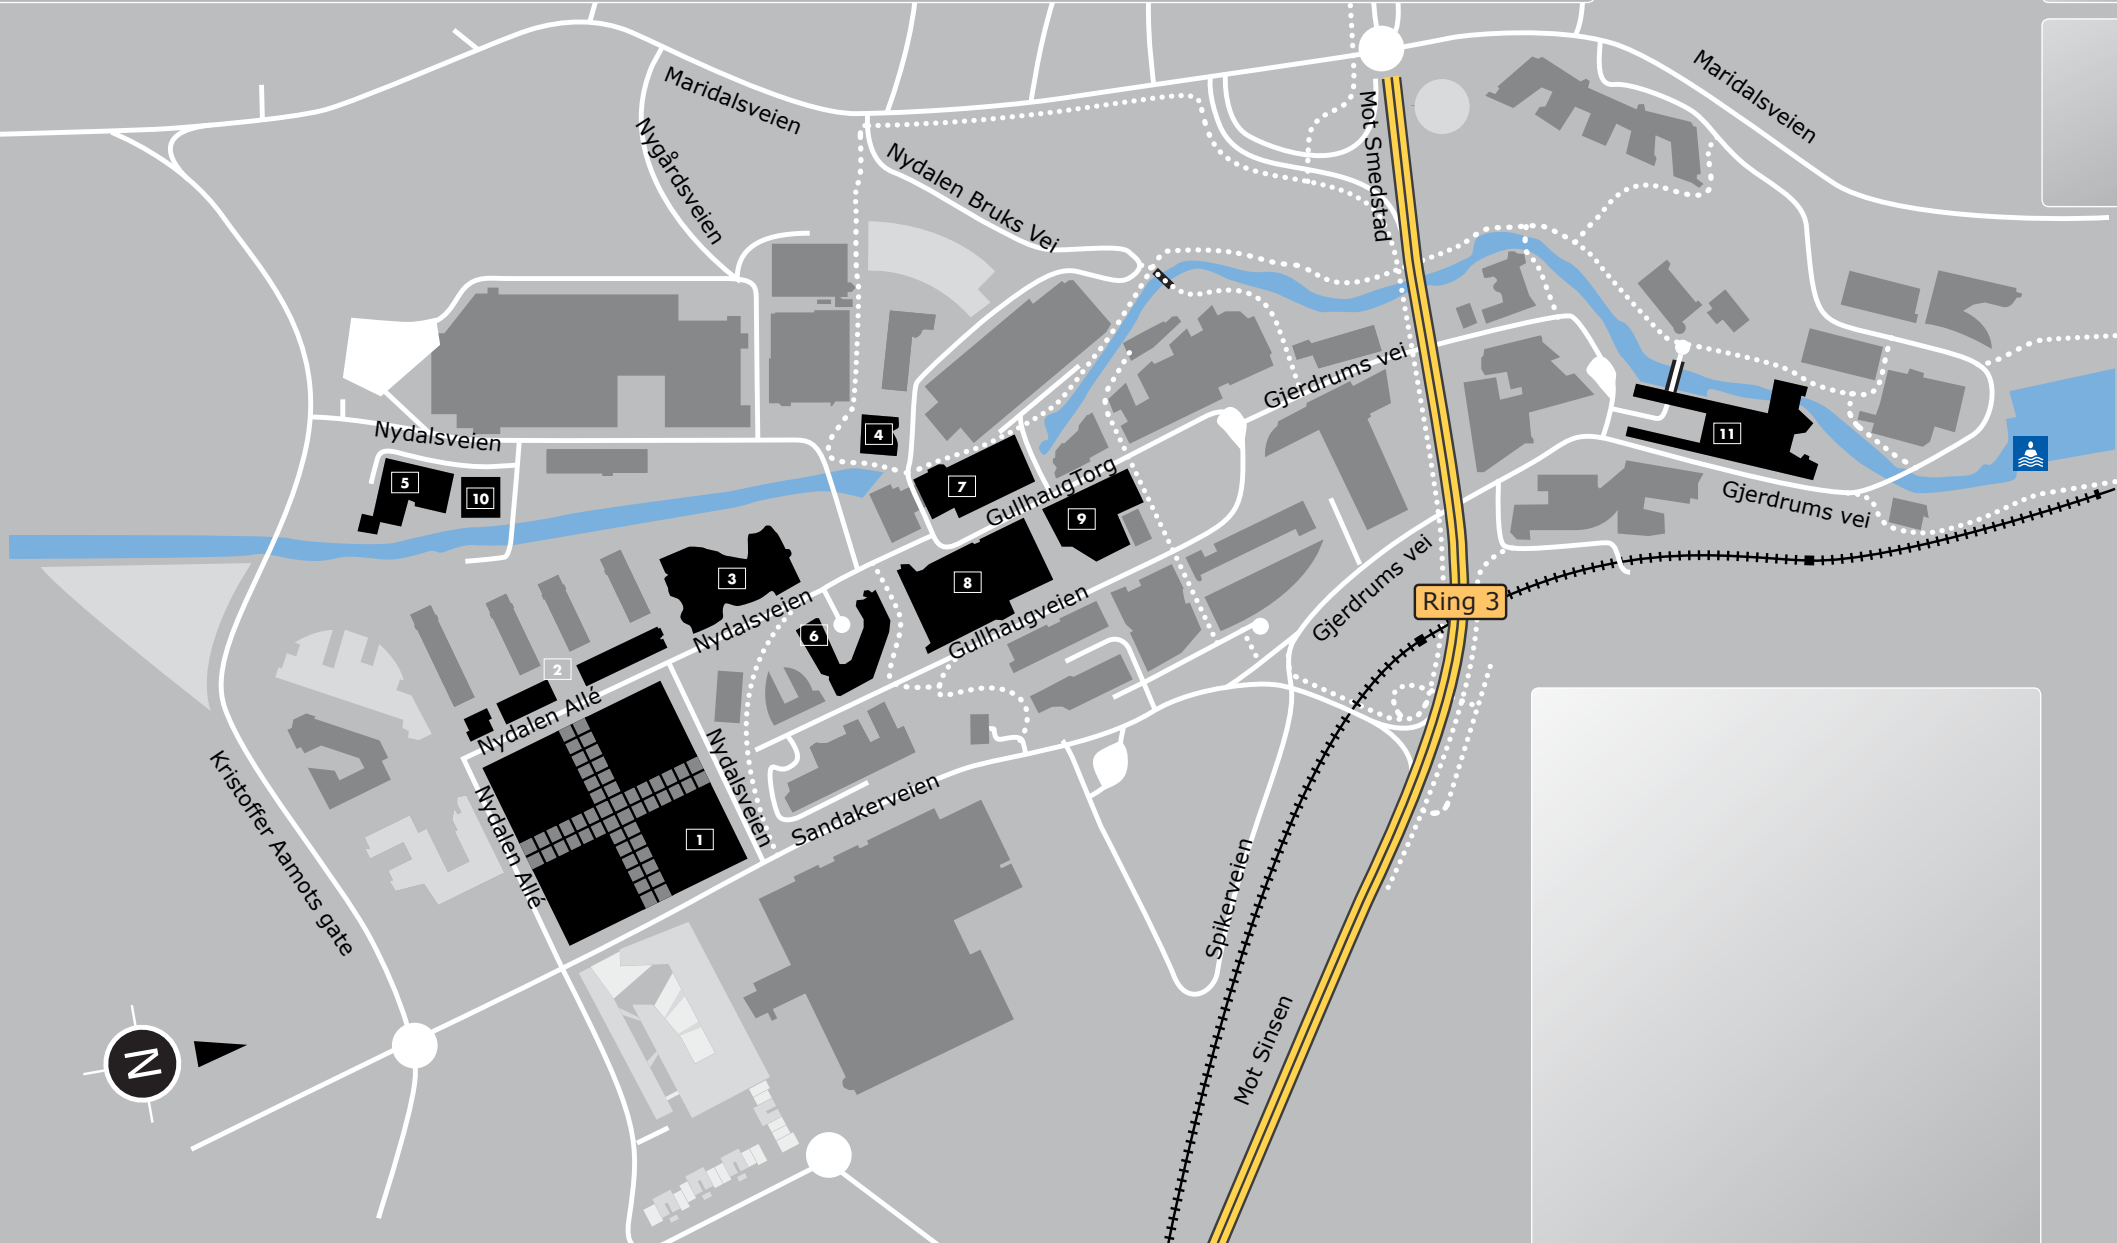 Maridalsveien
Maridalsveien
Mot Smedstad
Nygårdsveien
Nydalen Bruks Vei
Gjerdrums vei
Nydalsveien
4
11
5
10
7
Gullhaug Torg
9
Gjerdrums vei
3
8
Gjerdrums vei
Ring 3
Nydalsveien
6
Gullhaugveien
2
Nydalen Allé
Nydalsveien
Kristoffer Aamots gate
Nydalen Allé
1
Sandakerveien
Spikerveien
Mot Sinsen
N